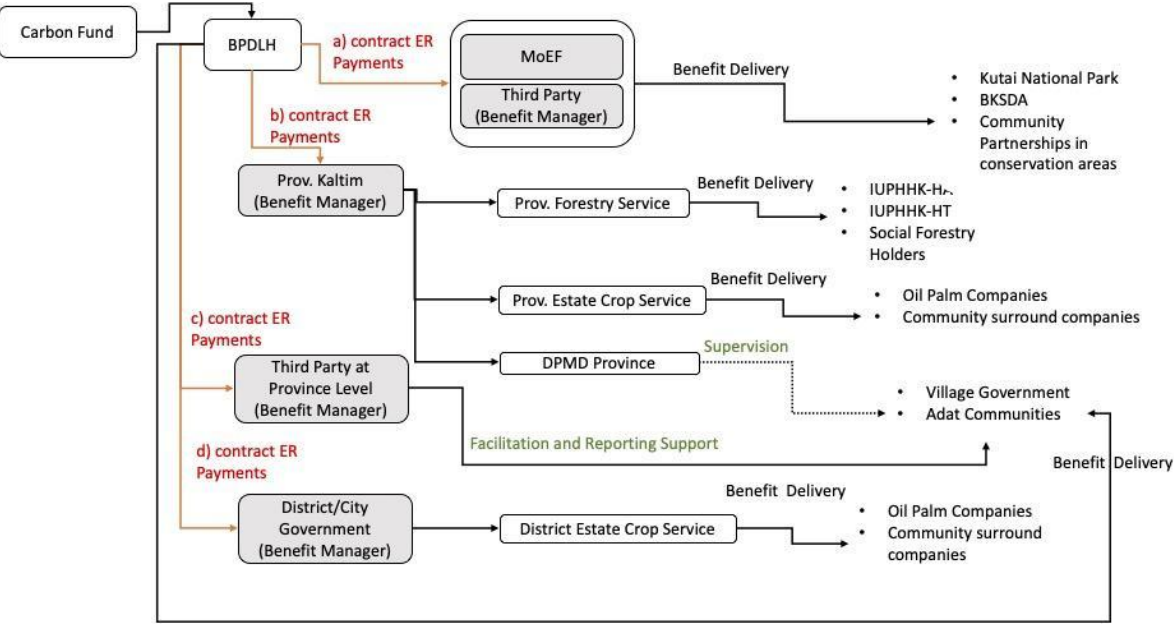 Carbon Fund
BPDLH
a) contract ER
Payments
MoEF
Third Party
(Benefit Manager)
Benefit Delivery
• Kutai National Park
• BKSDA
• Community
Partnerships in
conservation areas
b) contract ER
Payments
Prov. Kaltim
(Benefit Manager)
Prov. Forestry Service
Benefit Delivery
• IUPHHK-HA
• IUPHHK-HT
• Social Forestry
Holders
Prov. Estate Crop Service
Benefit Delivery
• Oil Palm Companies
• Community surround companies
c) contract ER
Payments
Third Party at
Province Level
(Benefit Manager)
DPMD Province
Supervision
• Village Government
• Adat Communities
Facilitation and Reporting Support
Benefit Delivery
d) contract ER
Payments
District/City
Government
(Benefit Manager)
District Estate Crop Service
Benefit Delivery
• Oil Palm Companies
• Community surround
companies